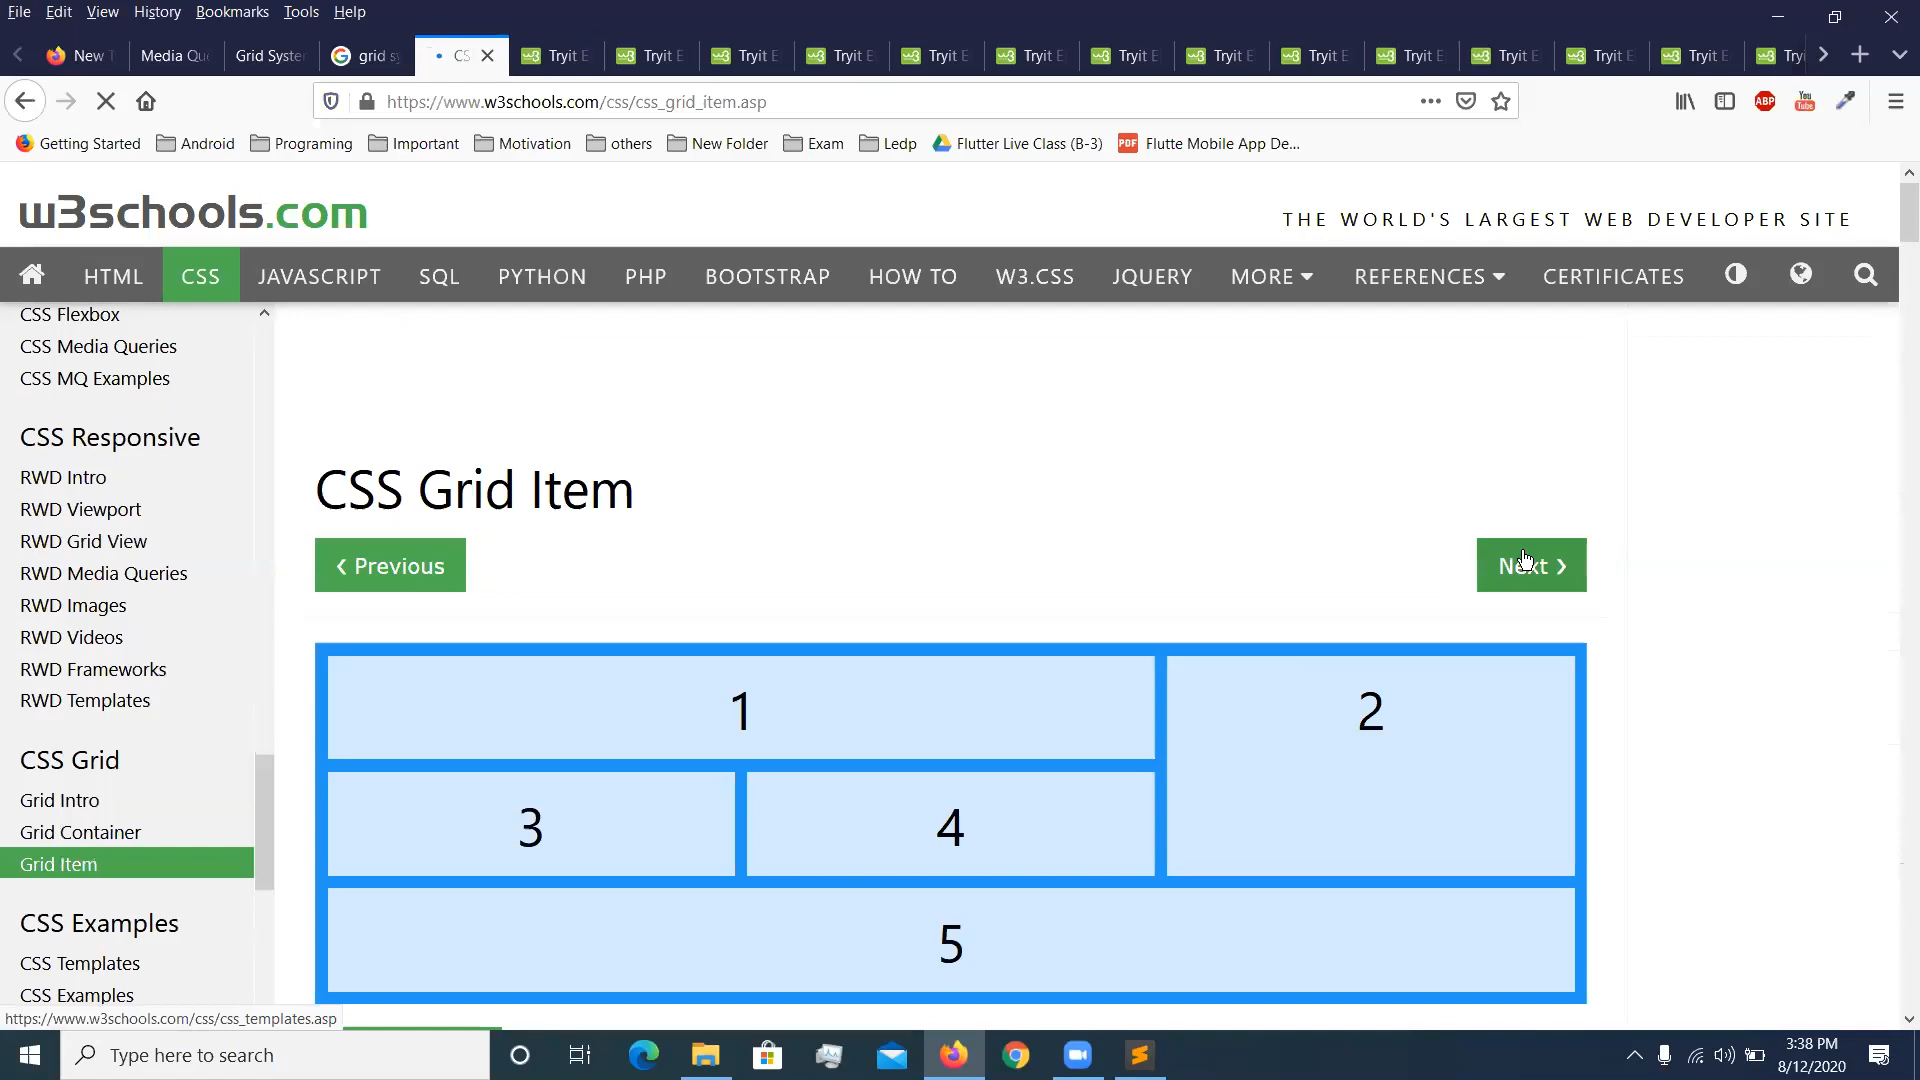 File Edit View History Bookmarks Tools Help
New T Media Qu Grid System grid sy CS Tryit E Tryit E Tryit E Tryit E Tryit E Tryit E Tryit E Tryit E Tryit E Tryit E Tryit E Tryit E Tryit E Tryi
https://www.w3schools.com/css/css_grid_item.asp
ABP
You Tube
Getting Started Android Programing Important Motivation others New Folder Exam Ledp Flutter Live Class (B-3) PDF Flutte Mobile App De...
w3schools.com
THE WORLD'S LARGEST WEB DEVELOPER SITE
HTML CSS JAVASCRIPT SQL PYTHON PHP BOOTSTRAP HOW TO W3.CSS JQUERY MORE REFERENCES CERTIFICATES
CSS Flexbox
CSS Media Queries
CSS MQ Examples
CSS Responsive
RWD Intro
RWD Viewport
RWD Grid View
RWD Media Queries
RWD Images
RWD Videos
RWD Frameworks
RWD Templates
CSS Grid
Grid Intro
Grid Container
Grid Item
CSS Examples
CSS Templates
CSS Examples
CSS Grid Item
❮ Previous
Next ❯
1
2
3
4
5
https://www.w3schools.com/css/css_templates.asp
Type here to search
3:38 PM
8/12/2020